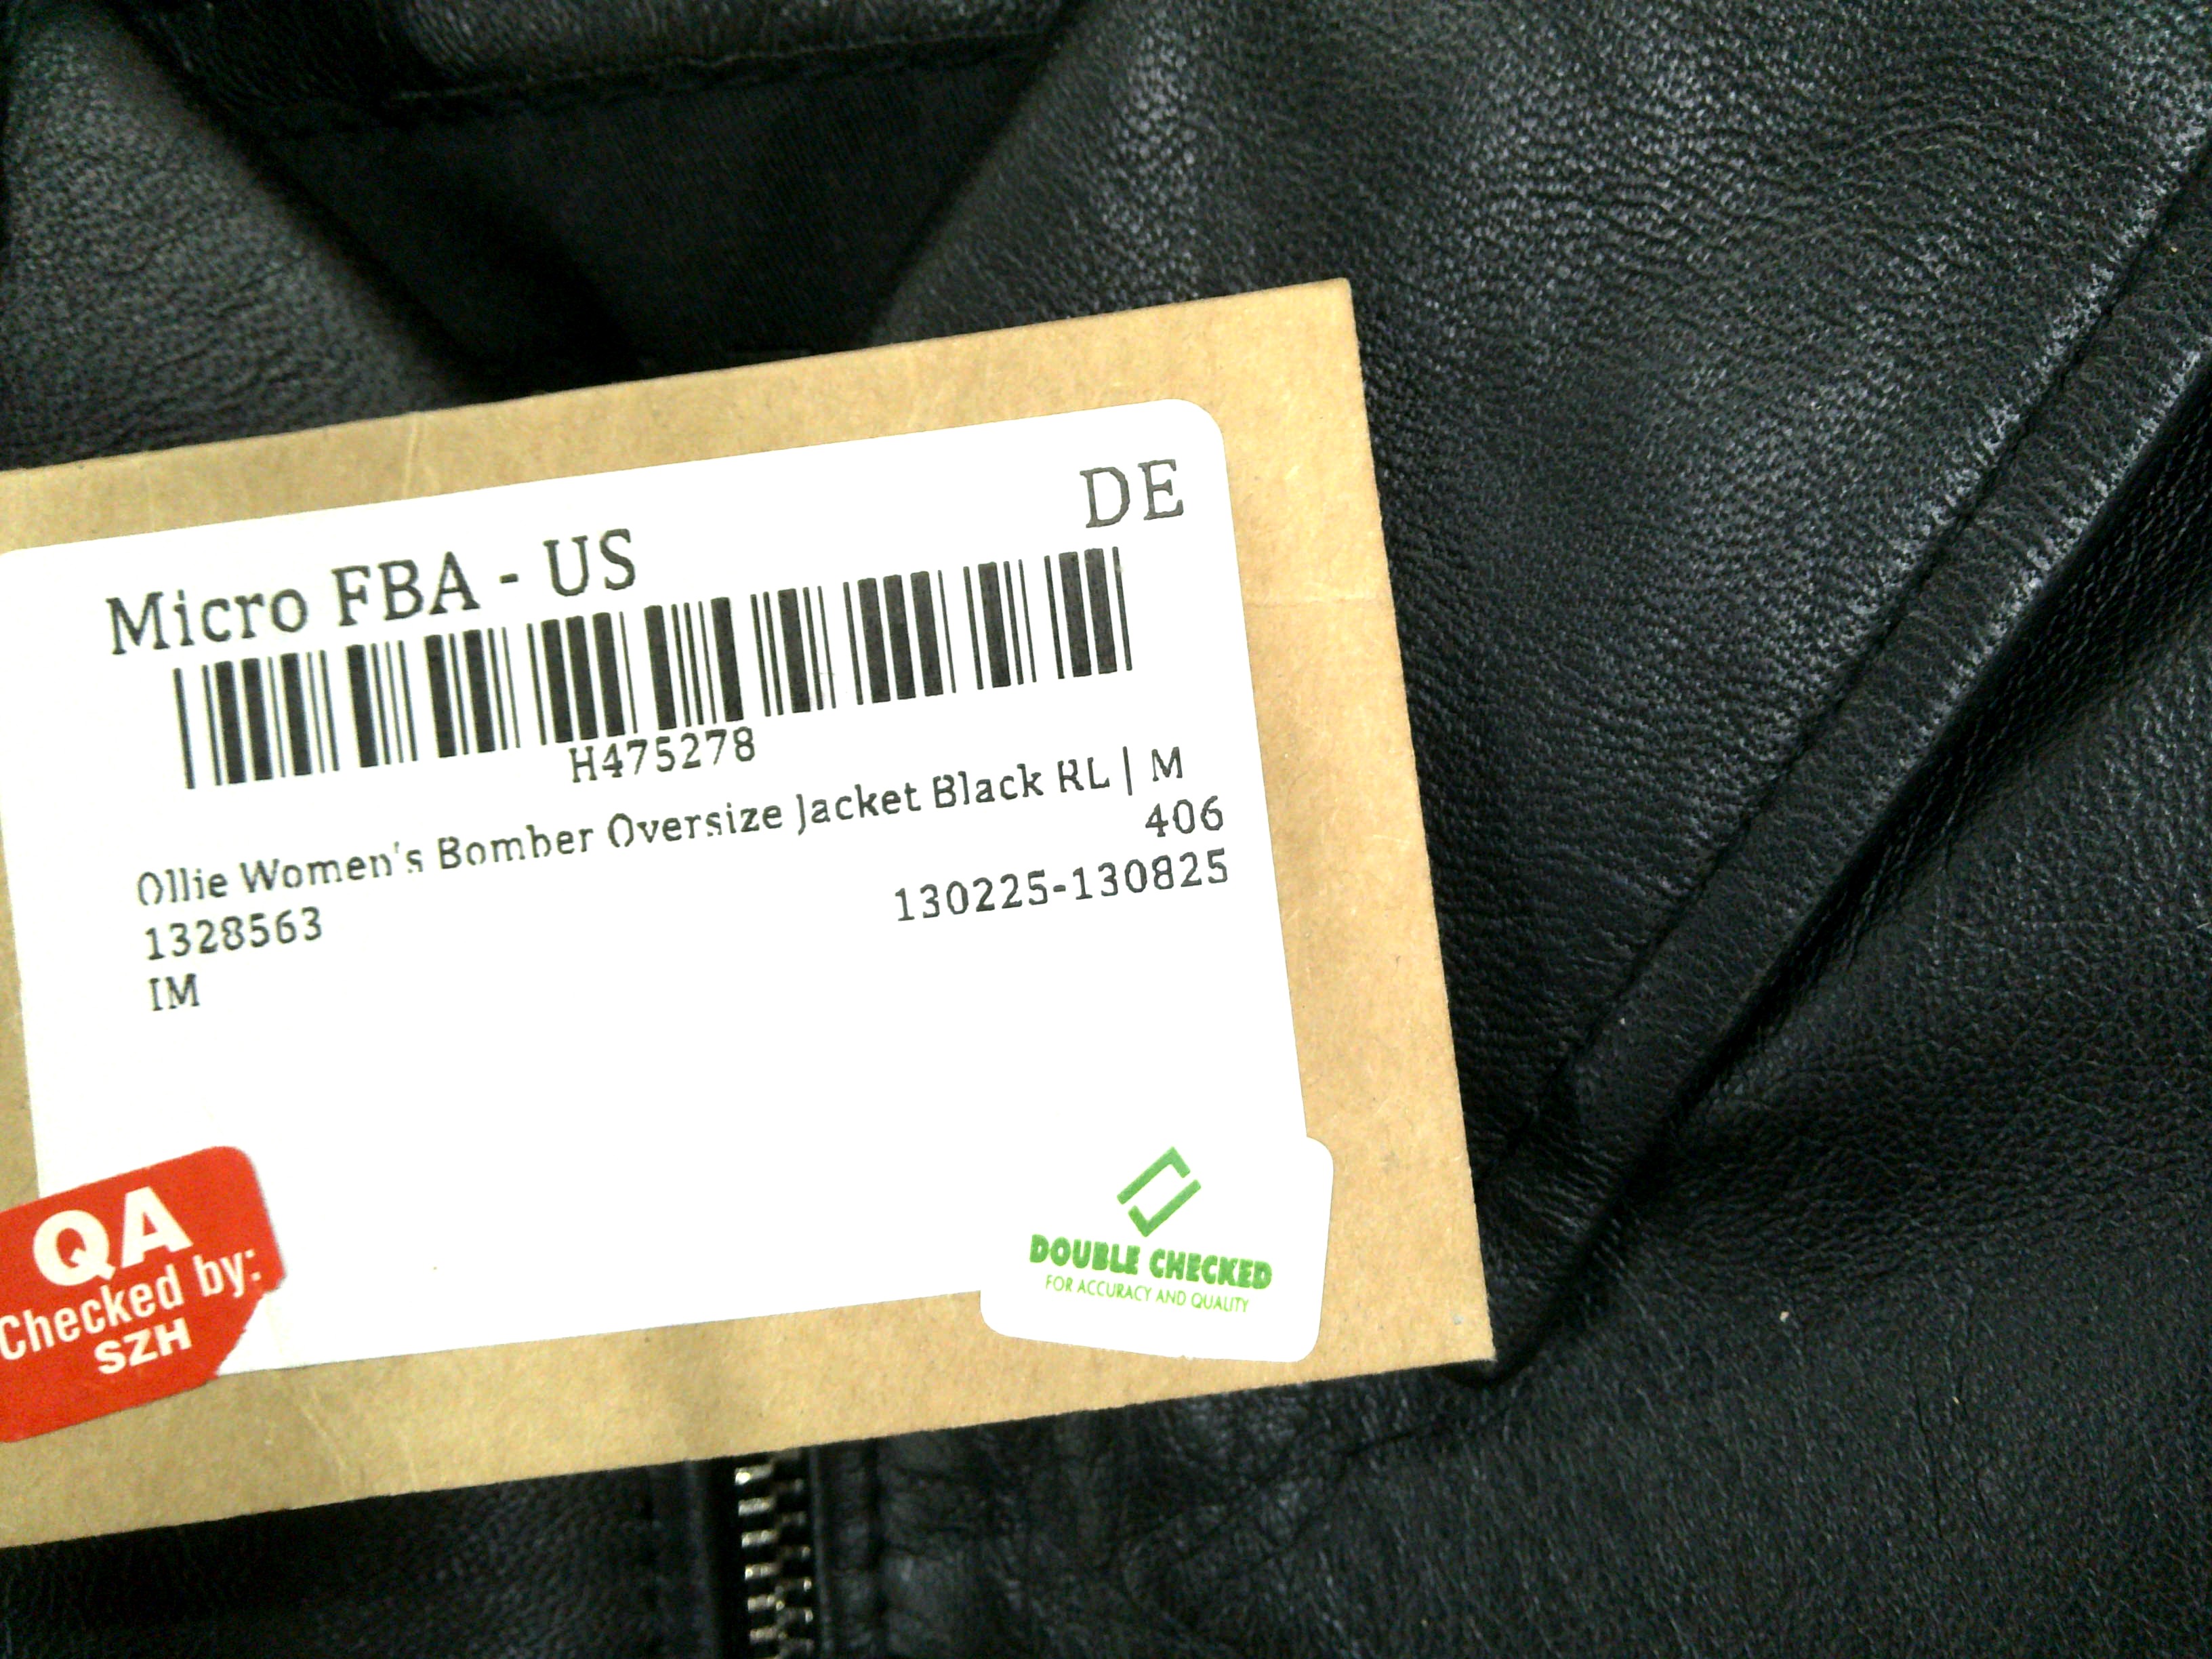 DE
Micro FBA - US
H475278
Ollie Women's Bomber Oversize Jacket Black RL | M
406
1328563 130225-130825
IM
QA
Checked by:
SZH
DOUBLE CHECKED
FOR ACCURACY AND QUALITY